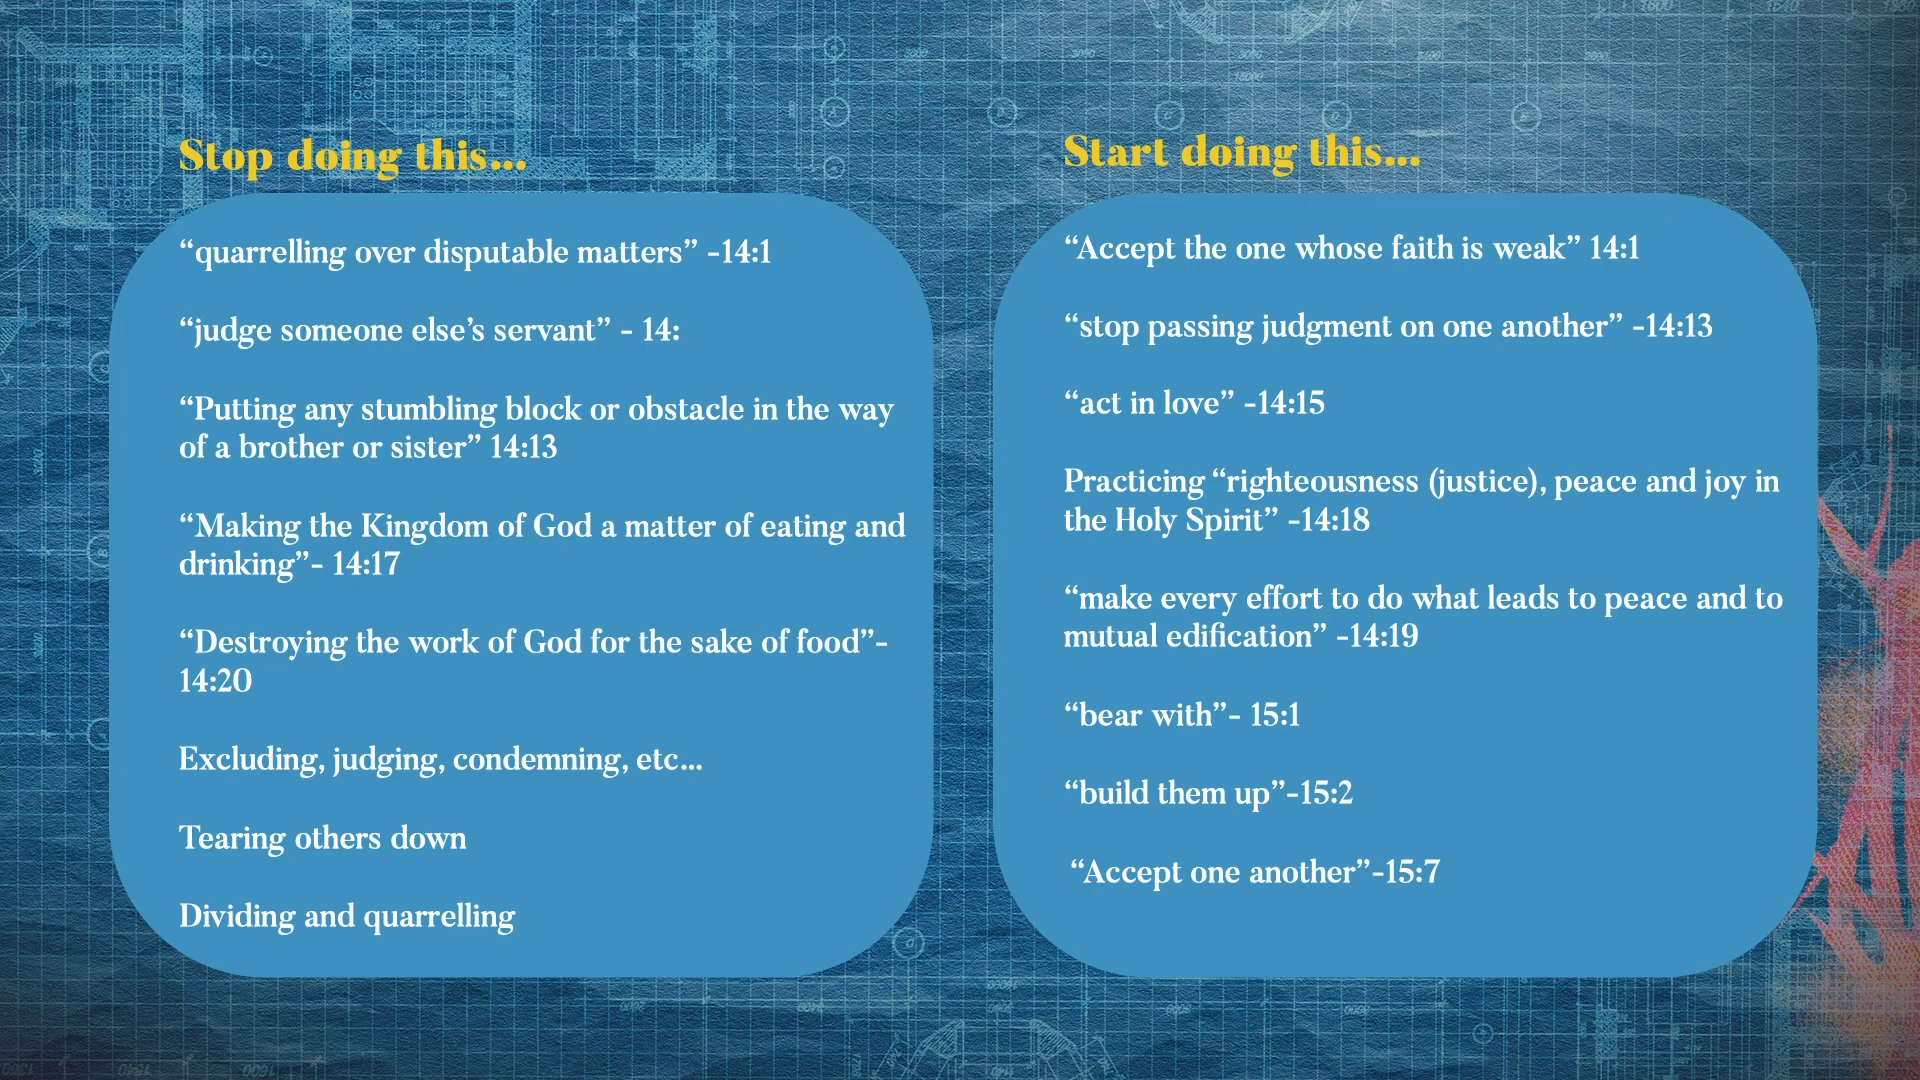 Stop doing this...
“quarrelling over disputable matters” -14:1
“judge someone else’s servant” - 14:
“Putting any stumbling block or obstacle in the way
of a brother or sister” 14:13
“Making the Kingdom of God a matter of eating and
drinking”- 14:17
“Destroying the work of God for the sake of food”-
14:20
Excluding, judging, condemning, etc...
Tearing others down
Dividing and quarrelling
Start doing this...
“Accept the one whose faith is weak” 14:1
“stop passing judgment on one another” -14:13
“act in love” -14:15
Practicing “righteousness (justice), peace and joy in
the Holy Spirit” -14:18
“make every effort to do what leads to peace and to
mutual edification” -14:19
“bear with”- 15:1
“build them up”-15:2
“Accept one another”-15:7